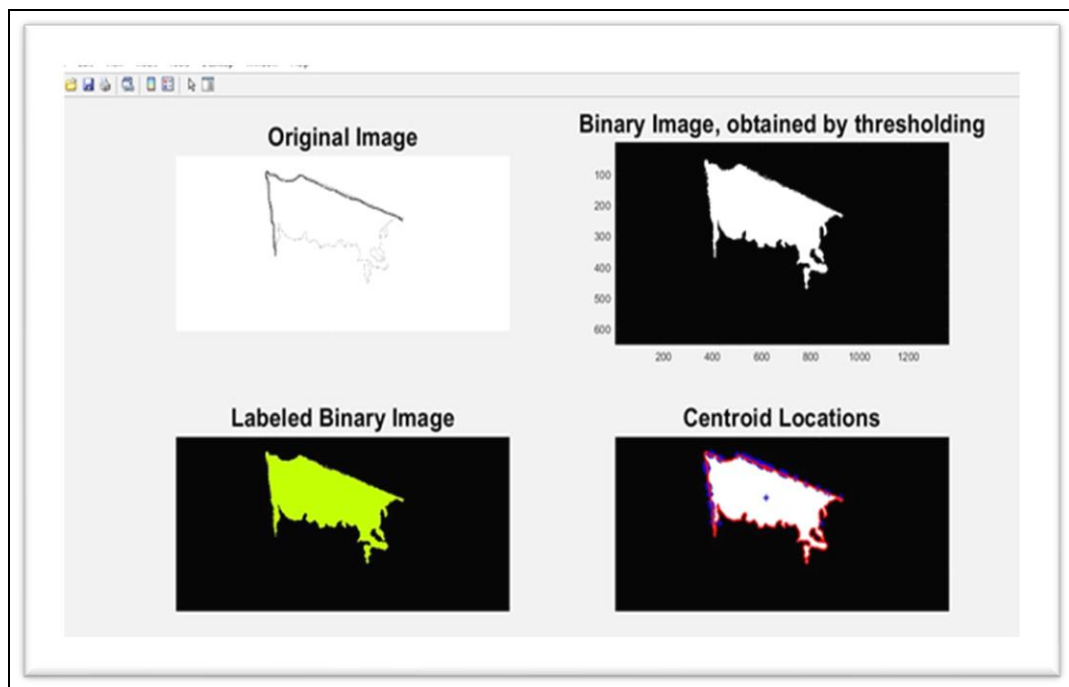 Original Image
Binary Image, obtained by thresholding
100
200
300
400
500
600
200 400 600 800 1000 1200
Labeled Binary Image
Centroid Locations